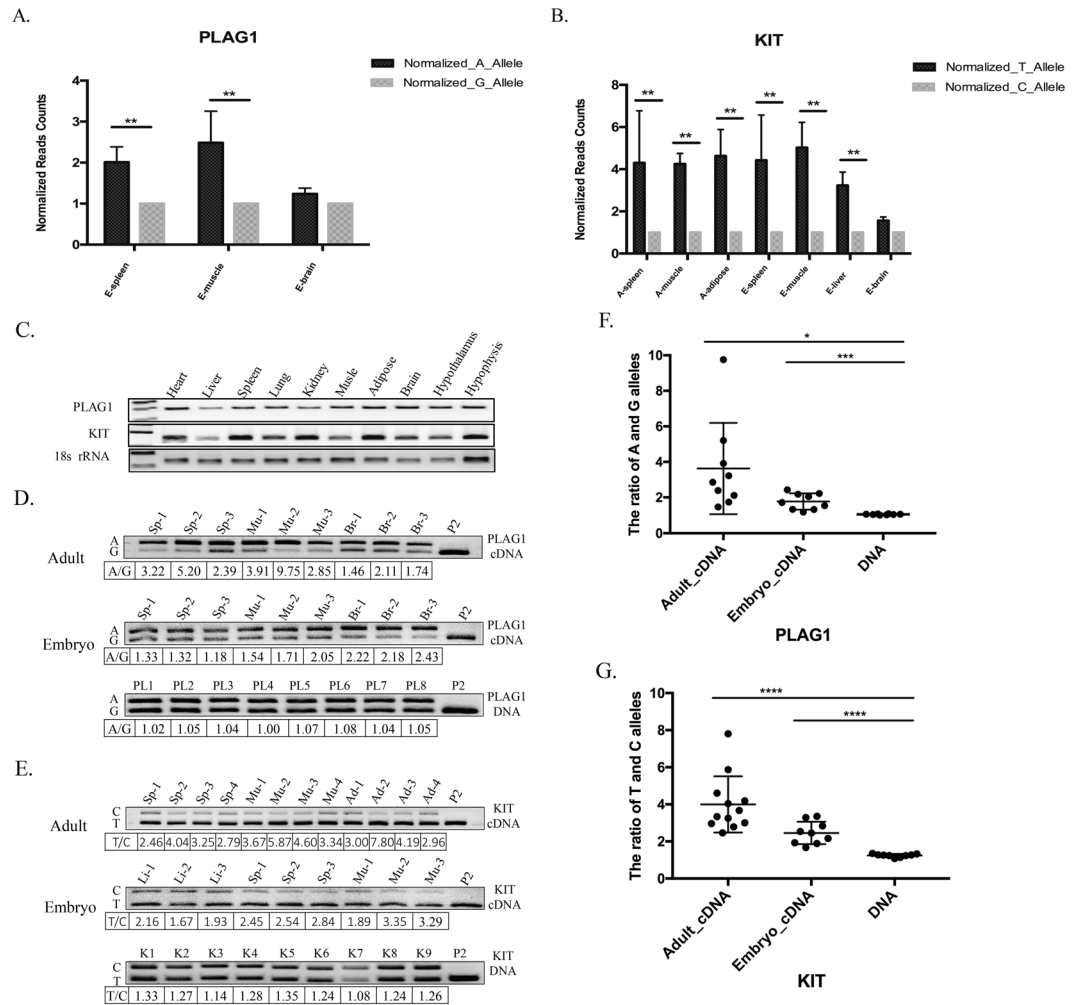 A.
PLAG1
Normalized_A_Allele
Normalized_G_Allele
Normalized Reads Counts
4
3
2
1
0
**
**
E-spleen
E-muscle
E-brain
B.
KIT
Normalized_T_Allele
Normalized_C_Allele
Normalized Reads Counts
8
6
4
2
0
**
**
**
**
**
**
A-spleen
A-muscle
A-adipose
E-spleen
E-muscle
E-liver
E-brain
C.
Heart
Liver
Spleen
Lung
Kidney
Musle
Adipose
Brain
Hypothalamus
Hypophysis
PLAG1
KIT
18s rRNA
D.
Sp-1 Sp-2 Sp-3 Mu-1 Mu-2 Mu-3 Br-1 Br-2 Br-3 P2
Adult
A
G
PLAG1
cDNA
A/G 3.22 5.20 2.39 3.91 9.75 2.85 1.46 2.11 1.74
Sp-1 Sp-2 Sp-3 Mu-1 Mu-2 Mu-3 Br-1 Br-2 Br-3 P2
Embryo
A
G
PLAG1
cDNA
A/G 1.33 1.32 1.18 1.54 1.71 2.05 2.22 2.18 2.43
PL1 PL2 PL3 PL4 PL5 PL6 PL7 PL8 P2
A
G
PLAG1
DNA
A/G 1.02 1.05 1.04 1.00 1.07 1.08 1.04 1.05
E.
Sp-1 Sp-2 Sp-3 Sp-4 Mu-1 Mu-2 Mu-3 Mu-4 Ad-1 Ad-2 Ad-3 Ad-4 P2
Adult
C
T
KIT
cDNA
T/C 2.46 4.04 3.25 2.79 3.67 5.87 4.60 3.34 3.00 7.80 4.19 2.96
Li-1 Li-2 Li-3 Sp-1 Sp-2 Sp-3 Mu-1 Mu-2 Mu-3 P2
Embryo
C
T
KIT
cDNA
T/C 2.16 1.67 1.93 2.45 2.54 2.84 1.89 3.35 3.29
K1 K2 K3 K4 K5 K6 K7 K8 K9 P2
C
T
KIT
DNA
T/C 1.33 1.27 1.14 1.28 1.35 1.24 1.08 1.24 1.26
F.
The ratio of A and G alleles
10
8
6
4
2
0
*
***
Adult_cDNA
Embryo_cDNA
DNA
PLAG1
G.
The ratio of T and C alleles
10
8
6
4
2
0
****
****
Adult_cDNA
Embryo_cDNA
DNA
KIT